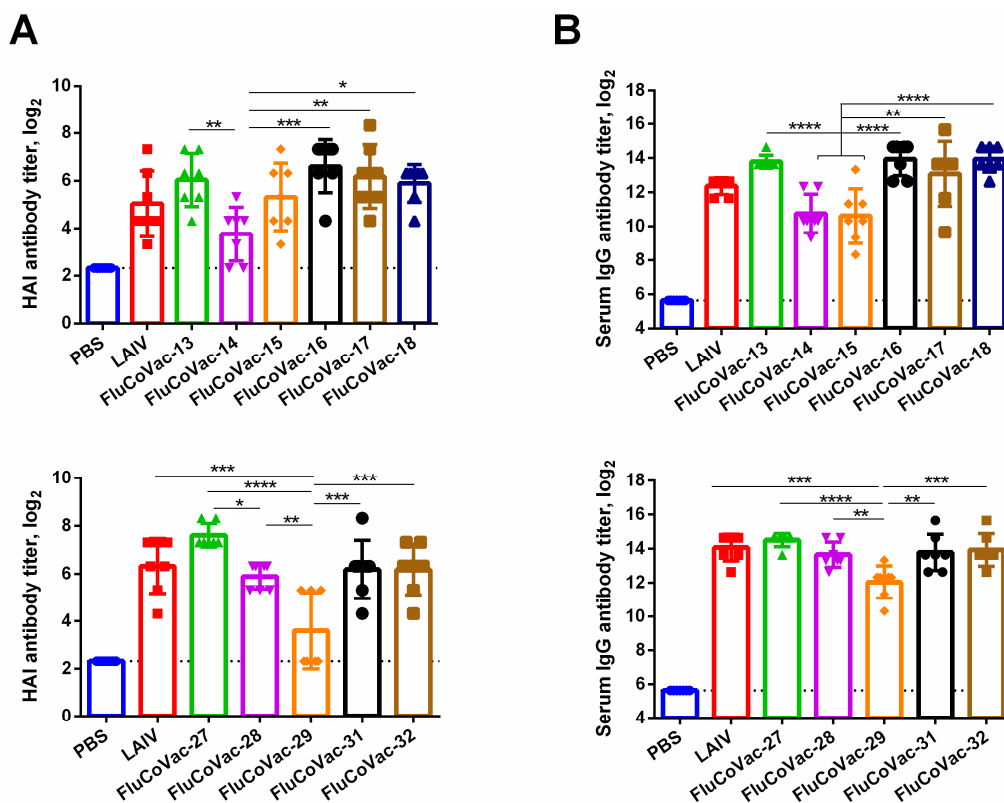 A
B
HAI antibody titer, log2
10
8
6
4
2
0
*
**
**
***
PBS
LAIV
FluCoVac-13
FluCoVac-14
FluCoVac-15
FluCoVac-16
FluCoVac-17
FluCoVac-18
Serum IgG antibody titer, log2
18
16
14
12
10
8
6
4
****
**
****
****
PBS
LAIV
FluCoVac-13
FluCoVac-14
FluCoVac-15
FluCoVac-16
FluCoVac-17
FluCoVac-18
HAI antibody titer, log2
10
8
6
4
2
0
***
***
****
***
*
**
PBS
LAIV
FluCoVac-27
FluCoVac-28
FluCoVac-29
FluCoVac-31
FluCoVac-32
Serum IgG antibody titer, log2
18
16
14
12
10
8
6
4
***
***
****
**
**
PBS
LAIV
FluCoVac-27
FluCoVac-28
FluCoVac-29
FluCoVac-31
FluCoVac-32